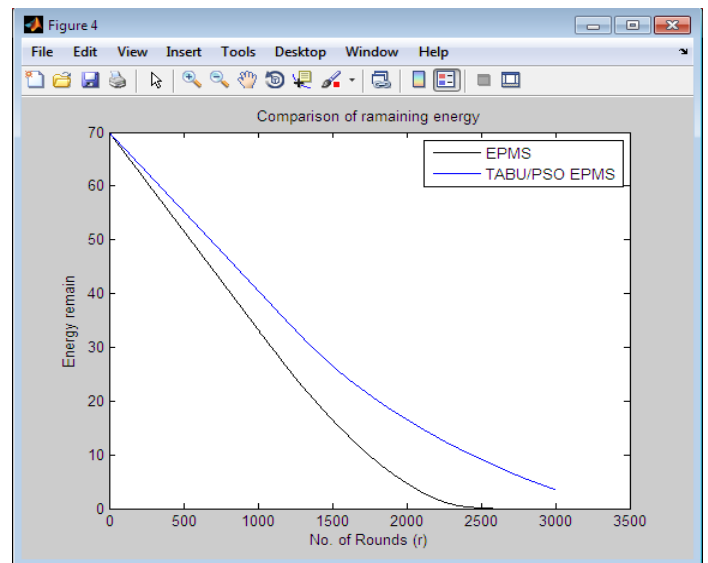 Figure 4
File Edit View Insert Tools Desktop Window Help
Comparison of ramaining energy
EPMS
TABU/PSO EPMS
Energy remain
70
60
50
40
30
20
10
0
0 500 1000 1500 2000 2500 3000 3500
No. of Rounds (r)